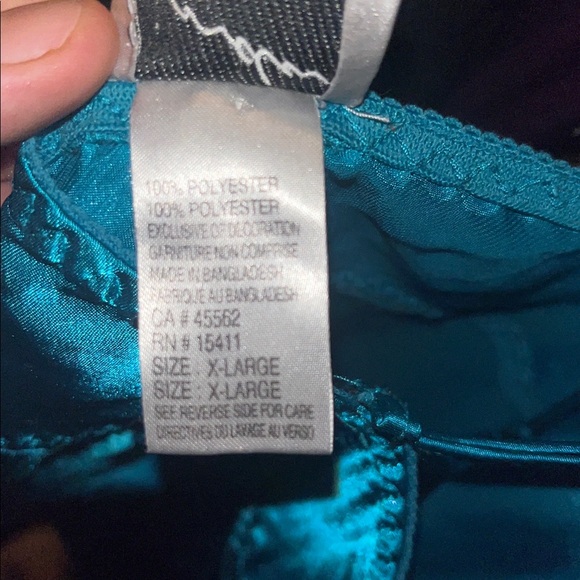 100% POLYESTER
100% POLYESTER
EXCLUSIVE OF DECORATION
GARNITURE NON COMPRISE
MADE IN BANGLADESH
FABRIQUE AU BANGLADESH
CA # 45562
RN # 15411
SIZE : X-LARGE
SIZE : X-LARGE
SEE REVERSE SIDE FOR CARE
DIRECTIVES DU LAVAGE AU VERSO